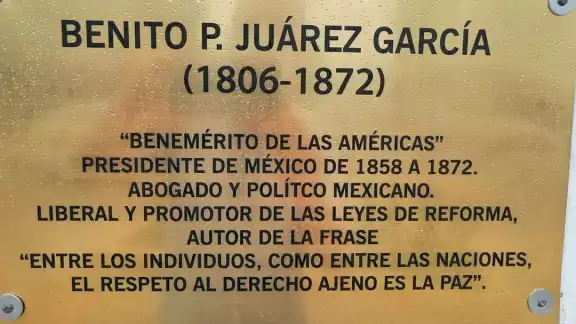 BENITO P. JUÁREZ GARCÍA
(1806-1872)
“BENEMÉRITO DE LAS AMÉRICAS”
PRESIDENTE DE MÉXICO DE 1858 A 1872.
ABOGADO Y POLÍTCO MEXICANO.
LIBERAL Y PROMOTOR DE LAS LEYES DE REFORMA,
AUTOR DE LA FRASE
“ENTRE LOS INDIVIDUOS, COMO ENTRE LAS NACIONES,
EL RESPETO AL DERECHO AJENO ES LA PAZ”.